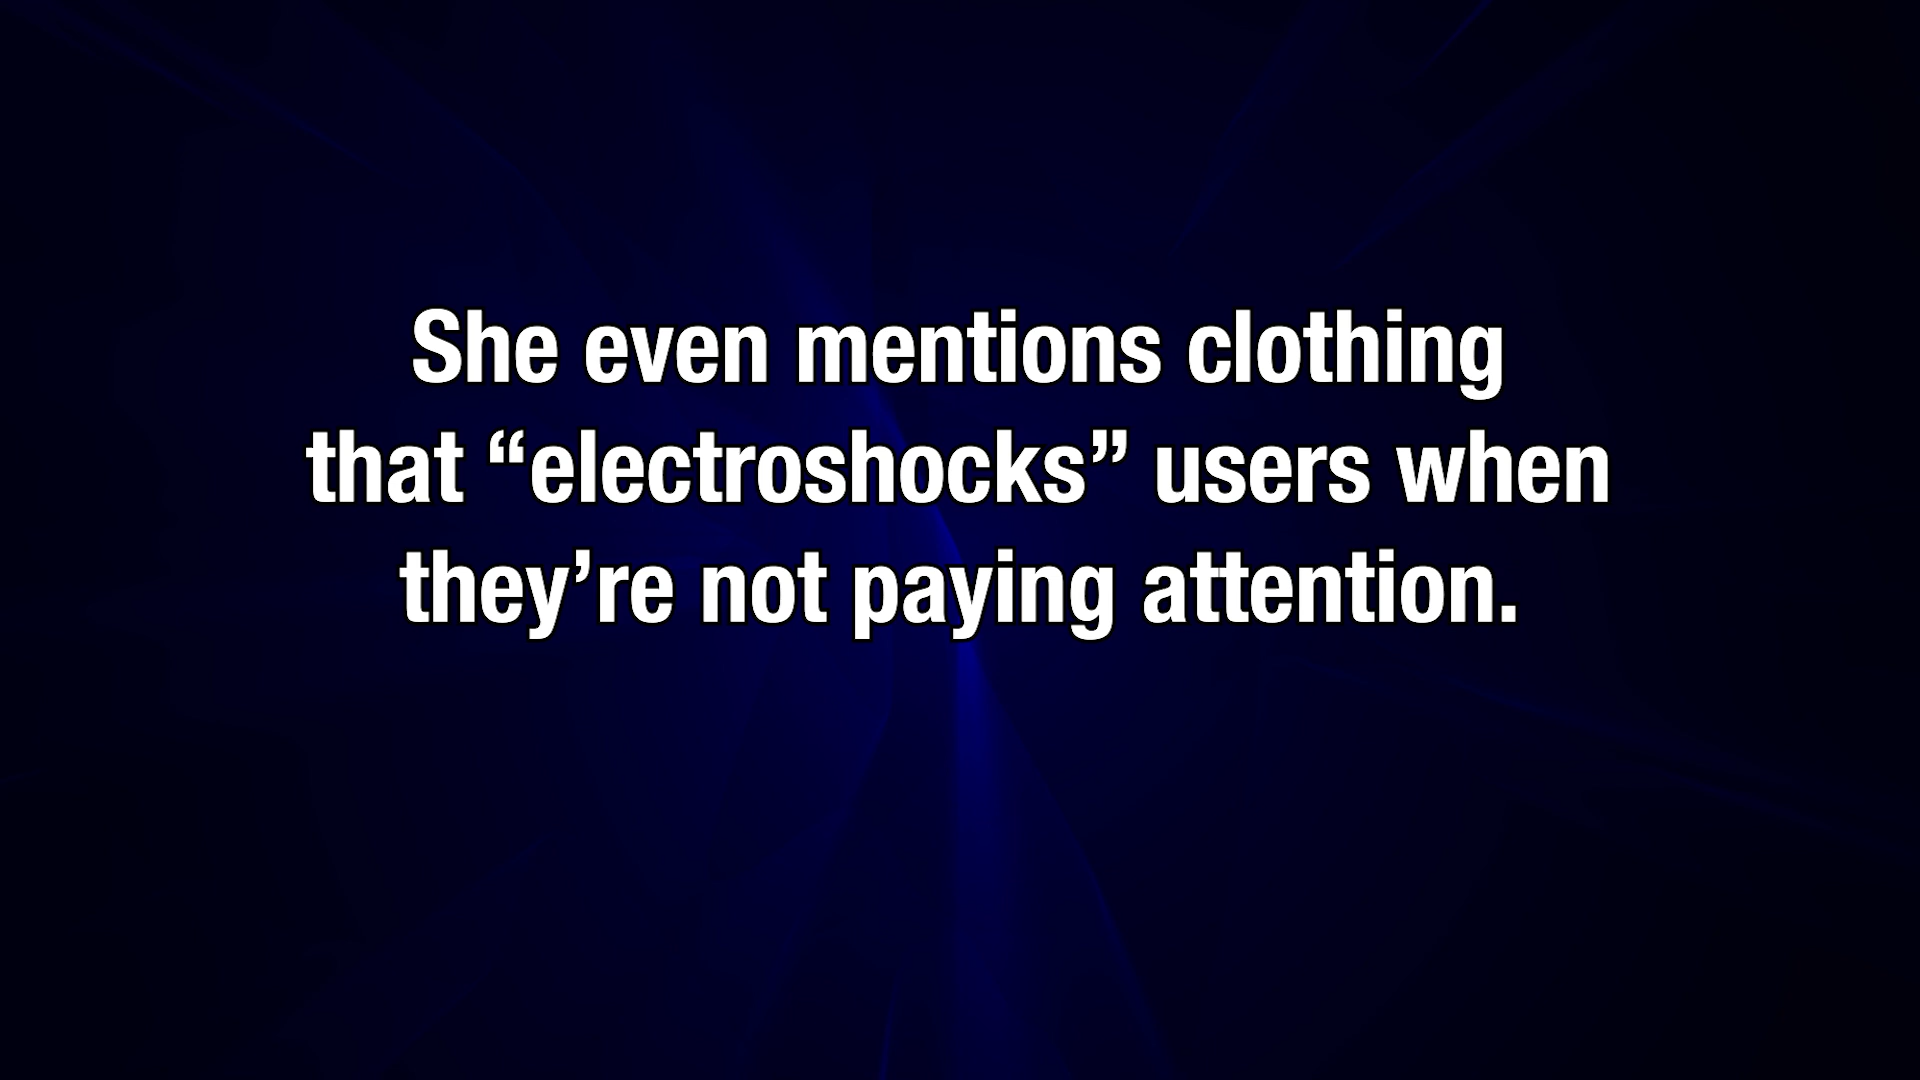 She even mentions clothing
that “electroshocks” users when
they’re not paying attention.